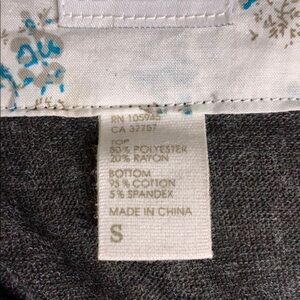 RN 105945
CA 37757
TOP
80% POLYESTER
20% RAYON
BOTTOM
95% COTTON
5% SPANDEX
MADE IN CHINA
S